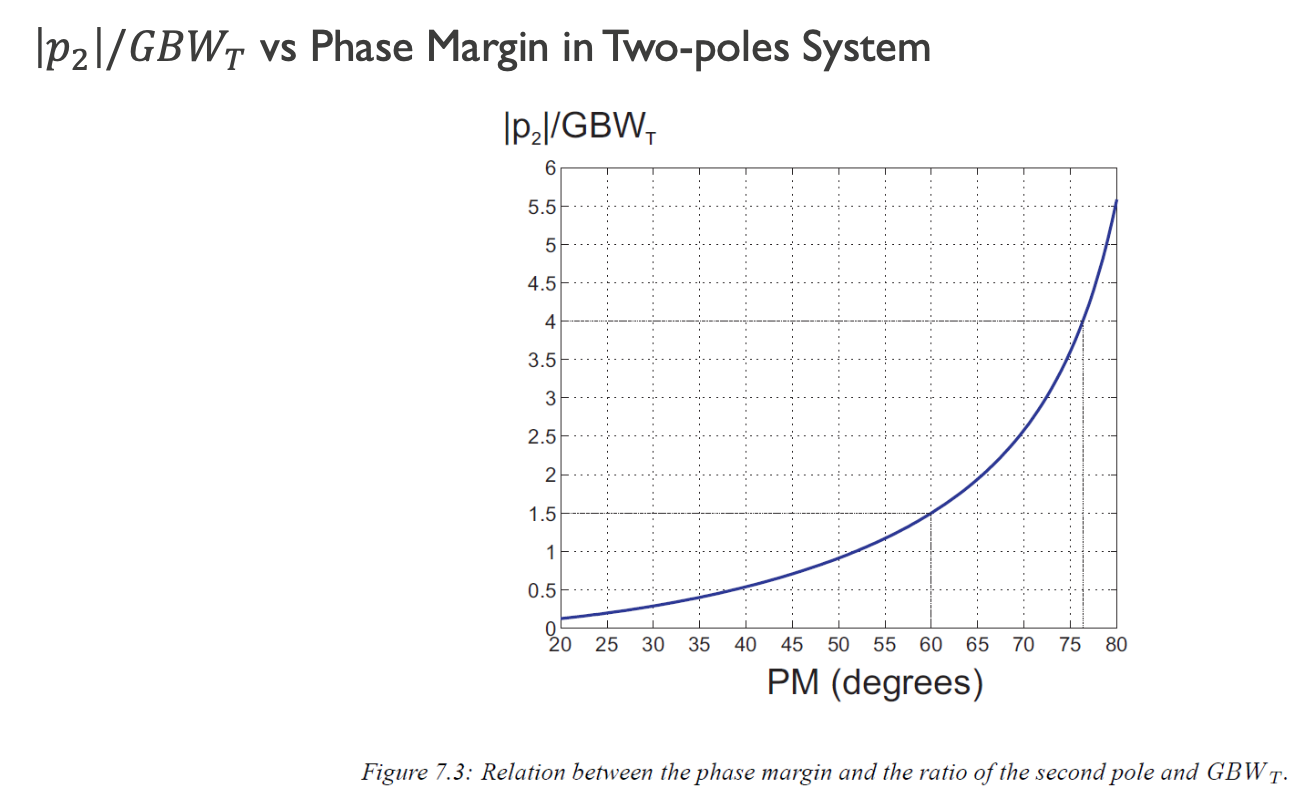 |p₂|/GBW_T vs Phase Margin in Two-poles System
|p₂|/GBW_T
6
5.5
5
4.5
4
3.5
3
2.5
2
1.5
1
0.5
0
20 25 30 35 40 45 50 55 60 65 70 75 80
PM (degrees)
Figure 7.3: Relation between the phase margin and the ratio of the second pole and GBW_T.